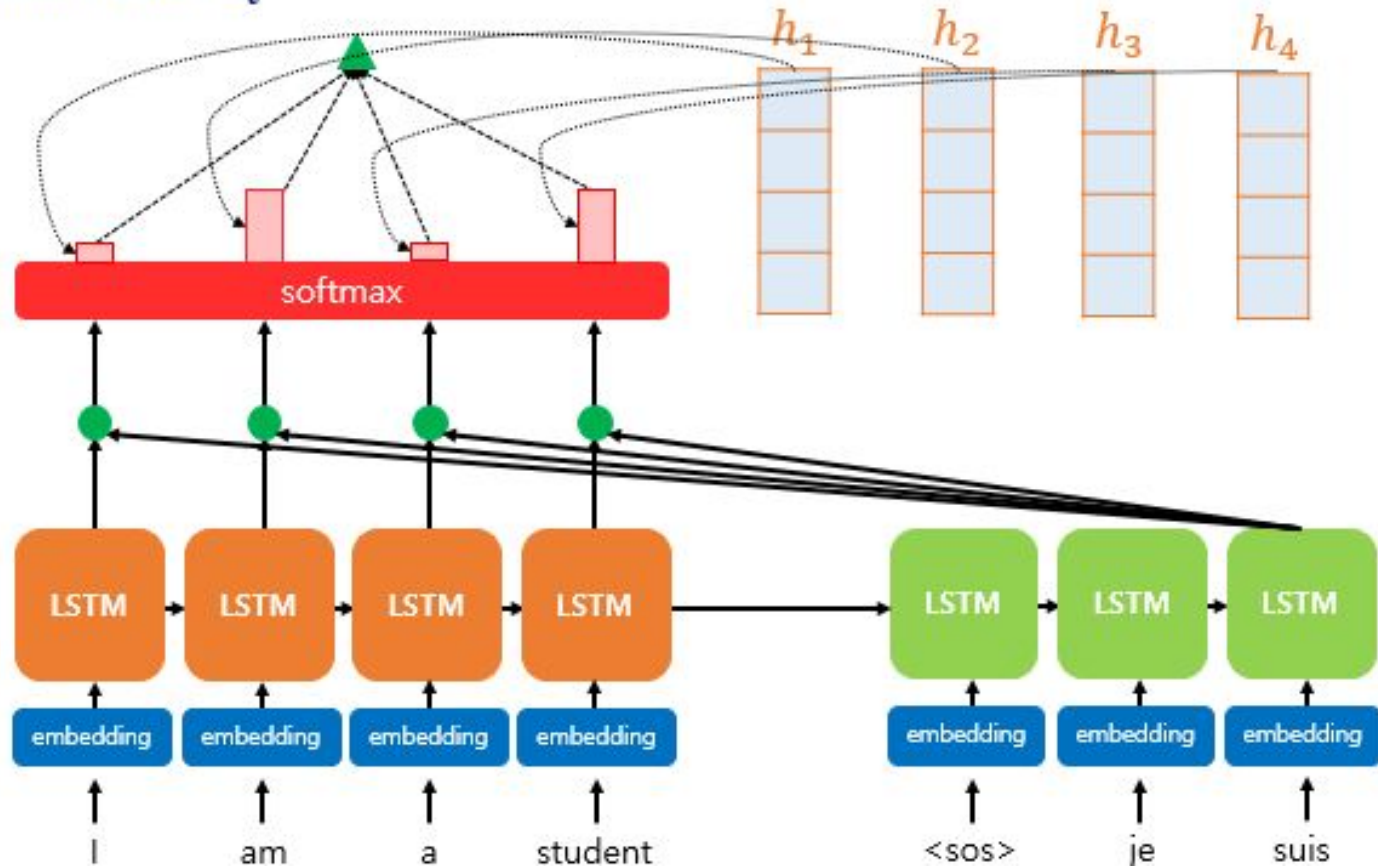 h₁ h₂ h₃ h₄
softmax
LSTM LSTM LSTM LSTM LSTM LSTM LSTM
embedding embedding embedding embedding embedding embedding embedding
I am a student <sos> je suis